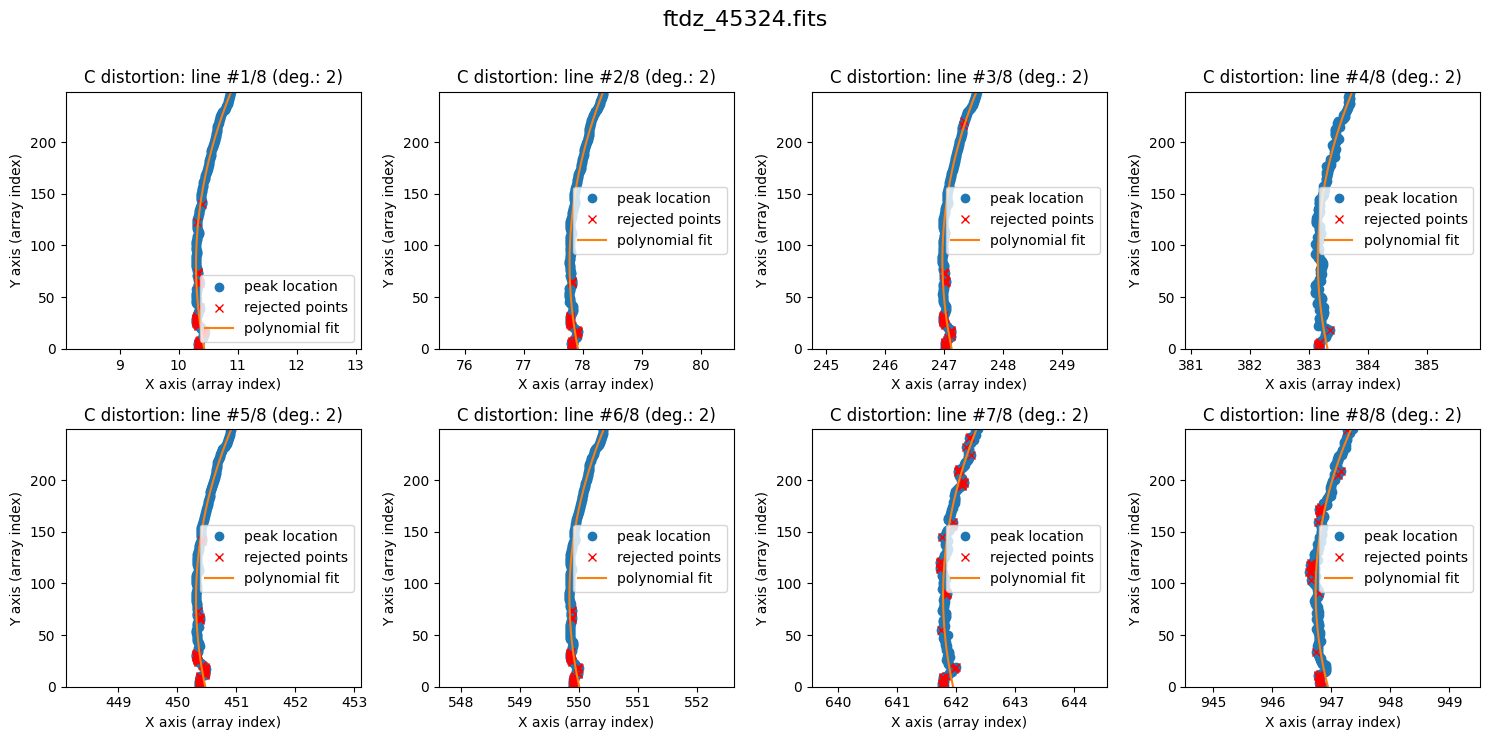 ftdz_45324.fits
C distortion: line #1/8 (deg.: 2)
Y axis (array index)
200
150
100
50
0
peak location
rejected points
polynomial fit
9 10 11 12 13
X axis (array index)
C distortion: line #2/8 (deg.: 2)
Y axis (array index)
200
150
100
50
0
peak location
rejected points
polynomial fit
76 77 78 79 80
X axis (array index)
C distortion: line #3/8 (deg.: 2)
Y axis (array index)
200
150
100
50
0
peak location
rejected points
polynomial fit
245 246 247 248 249
X axis (array index)
C distortion: line #4/8 (deg.: 2)
Y axis (array index)
200
150
100
50
0
peak location
rejected points
polynomial fit
381 382 383 384 385
X axis (array index)
C distortion: line #5/8 (deg.: 2)
Y axis (array index)
200
150
100
50
0
peak location
rejected points
polynomial fit
449 450 451 452 453
X axis (array index)
C distortion: line #6/8 (deg.: 2)
Y axis (array index)
200
150
100
50
0
peak location
rejected points
polynomial fit
548 549 550 551 552
X axis (array index)
C distortion: line #7/8 (deg.: 2)
Y axis (array index)
200
150
100
50
0
peak location
rejected points
polynomial fit
640 641 642 643 644
X axis (array index)
C distortion: line #8/8 (deg.: 2)
Y axis (array index)
200
150
100
50
0
peak location
rejected points
polynomial fit
945 946 947 948 949
X axis (array index)